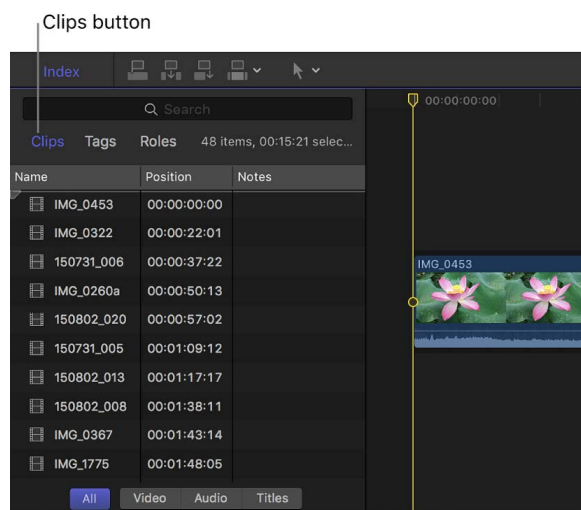 Clips button
Index
Search
00:00:00:00
Clips Tags Roles 48 items, 00:15:21 selec...
Name Position Notes
IMG_0453 00:00:00:00
IMG_0322 00:00:22:01
150731_006 00:00:37:22
IMG_0453
IMG_0260a 00:00:50:13
150802_020 00:00:57:02
150731_005 00:01:09:12
150802_013 00:01:17:17
150802_008 00:01:38:11
IMG_0367 00:01:43:14
IMG_1775 00:01:48:05
All Video Audio Titles